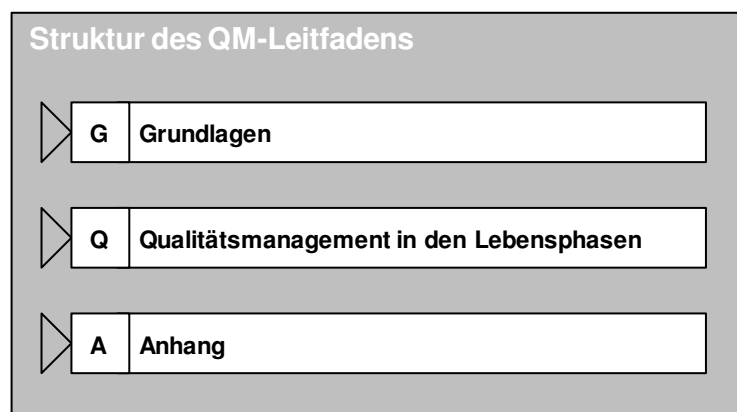 Struktur des QM-Leitfadens
G Grundlagen
Q Qualitätsmanagement in den Lebensphasen
A Anhang